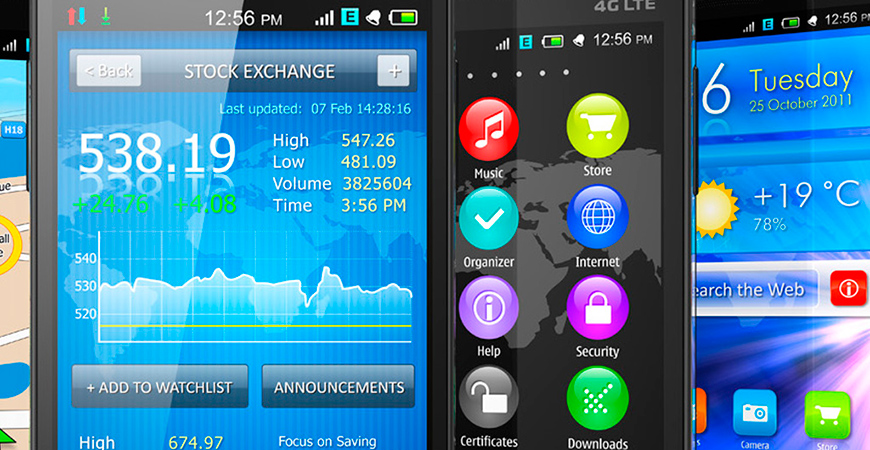 H18
12:56 PM
E
< Back
STOCK EXCHANGE
+
Last updated: 07 Feb 14:28:16
538.19
+24.76 +4.08
High 547.26
Low 481.09
Volume 3825604
Time 3:56 PM
540
530
520
+ ADD TO WATCHLIST
ANNOUNCEMENTS
High 674.97
Focus on Saving
4G LTE
E
12:56 PM
Music
Store
Organizer
Internet
Help
Security
Certificates
Downloads
E
12:56 PM
6
Tuesday
25 October 2011
+19 °C
78%
earch the Web
Camera
Store